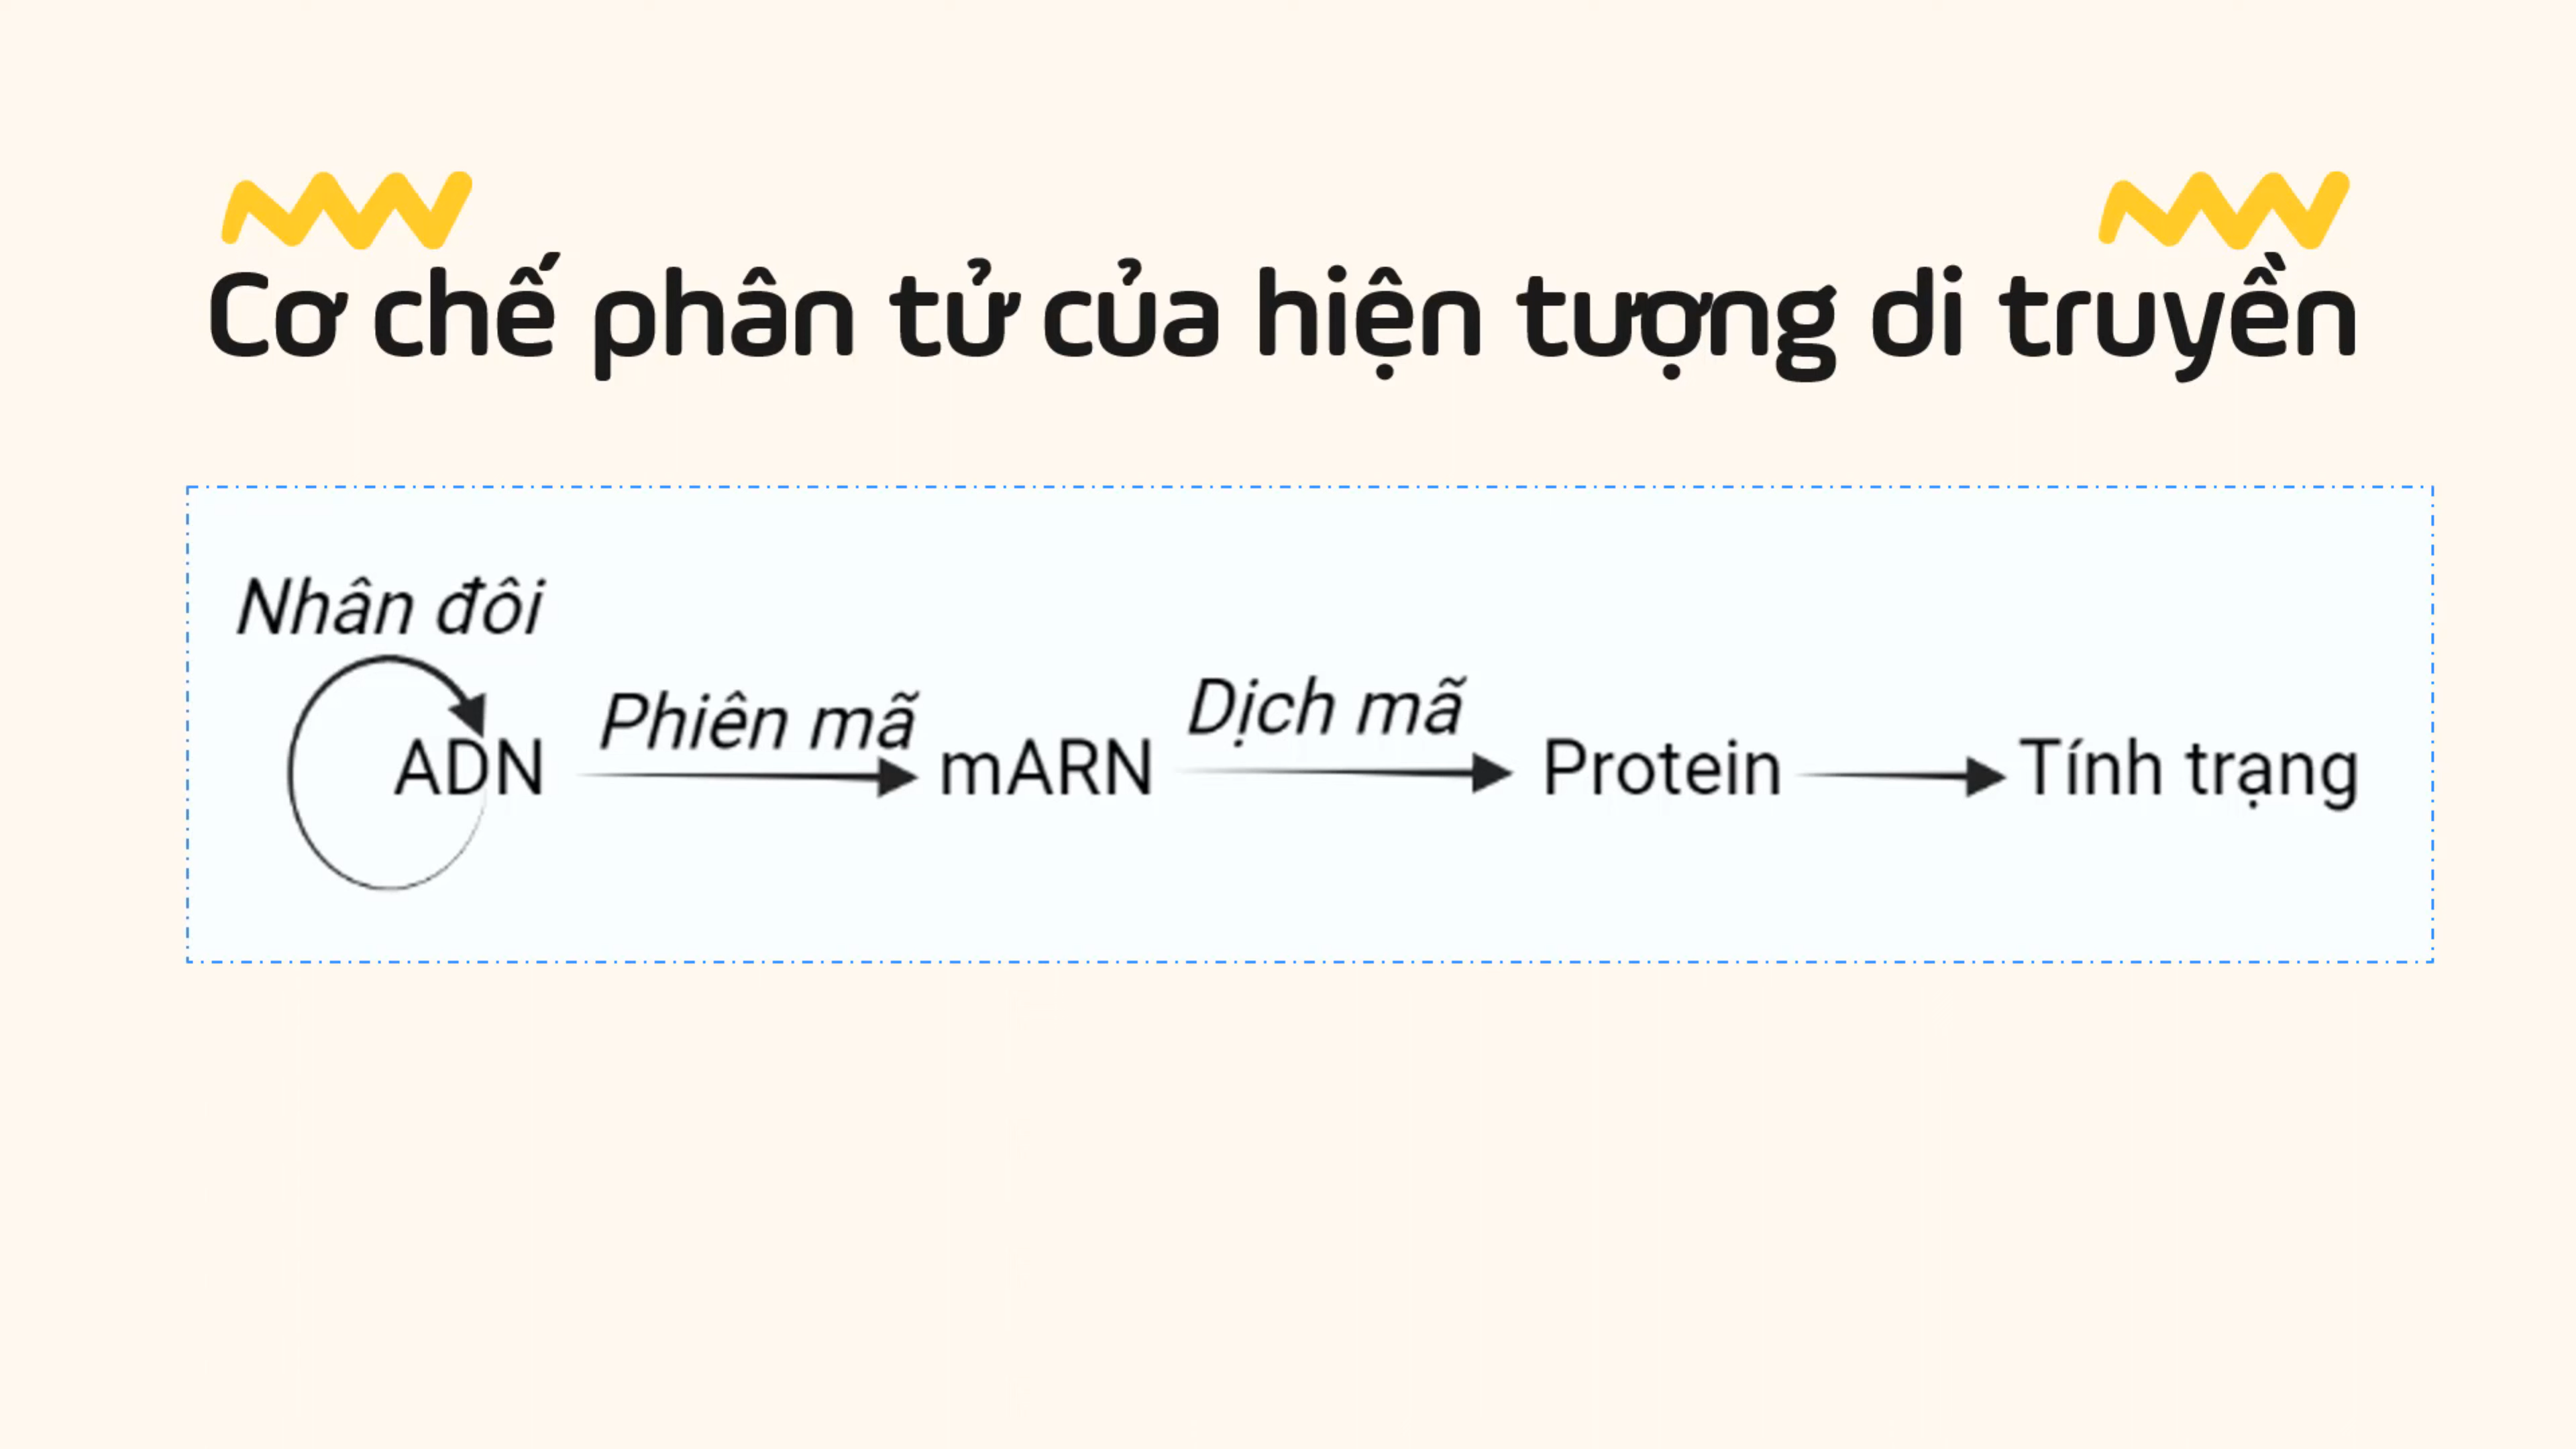 Cơ chế phân tử của hiện tượng di truyền
Nhân đôi
Phiên mã
Dịch mã
ADN
mARN
Protein
Tính trạng